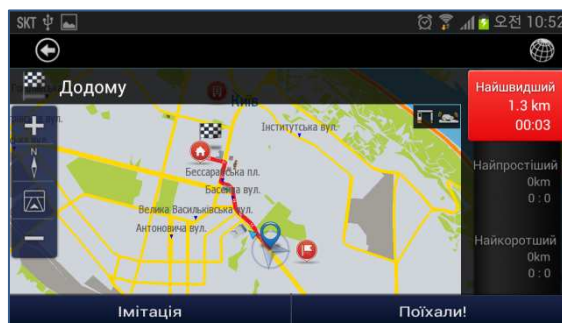 SKT 오전 10:52
Додому
Найшвидший
1.3 km
00:03
Найпростіший
0km
0 : 0
Найкоротший
0km
0 : 0
Київ
Інститутська вул.
N
Бессарабська пл.
Басейна вул.
Велика Васильківська вул.
Антоновича вул.
Імітація
Поїхали!